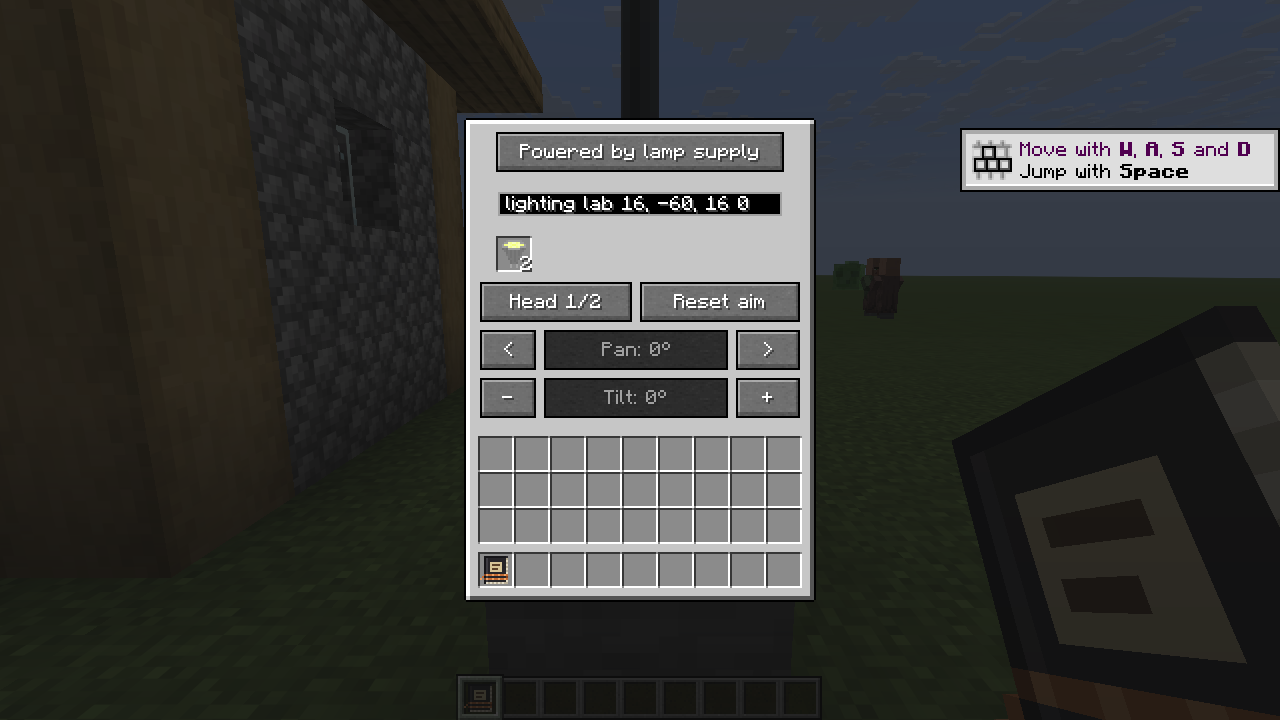 Powered by lamp supply
lighting lab 16, -60, 16 0
2
Head 1/2
Reset aim
<
Pan: 0°
>
-
Tilt: 0°
+
Move with W, A, S and D
Jump with Space